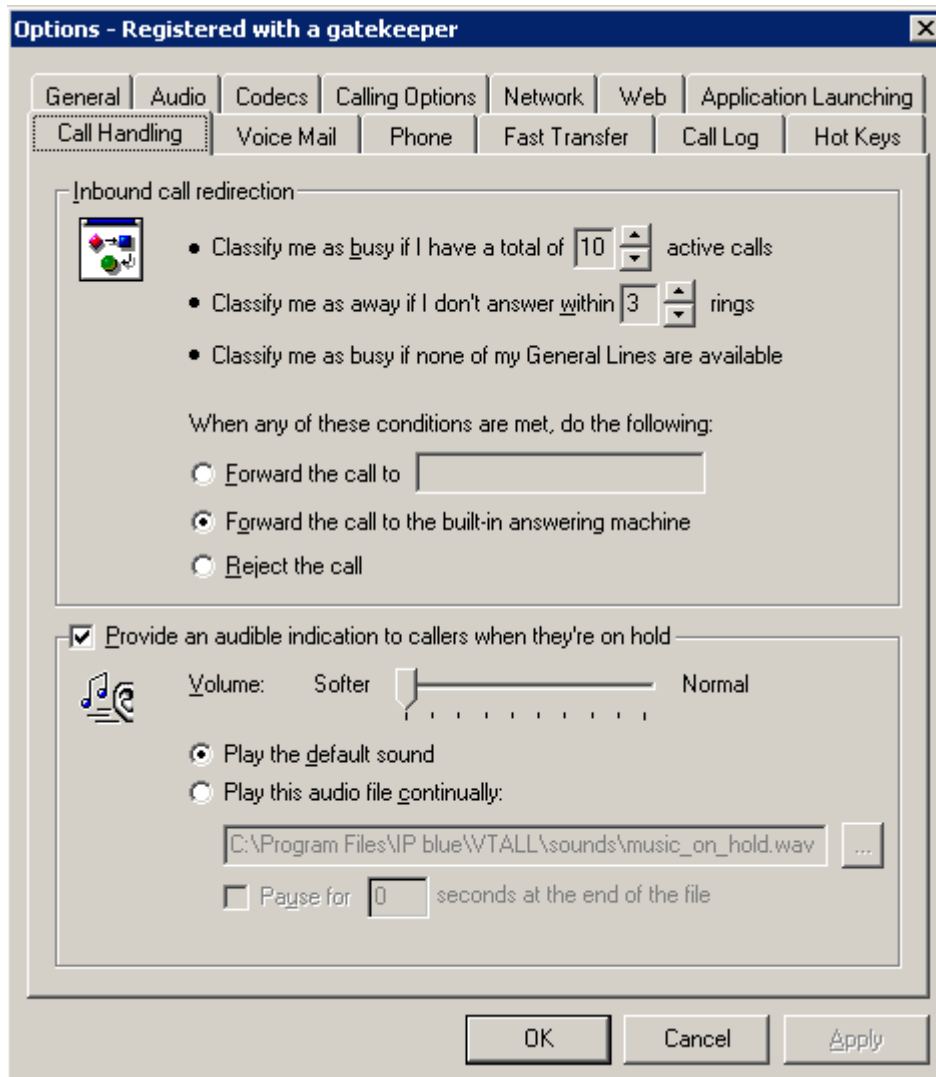 Options - Registered with a gatekeeper
General Audio Codecs Calling Options Network Web Application Launching
Call Handling Voice Mail Phone Fast Transfer Call Log Hot Keys
Inbound call redirection
• Classify me as busy if I have a total of 10 active calls
• Classify me as away if I don't answer within 3 rings
• Classify me as busy if none of my General Lines are available
When any of these conditions are met, do the following:
Forward the call to
Forward the call to the built-in answering machine
Reject the call
Provide an audible indication to callers when they're on hold
Volume: Softer Normal
Play the default sound
Play this audio file continually:
C:\Program Files\IP blue\VTALL\sounds\music_on_hold.wav ...
Pause for 0 seconds at the end of the file
OK Cancel Apply